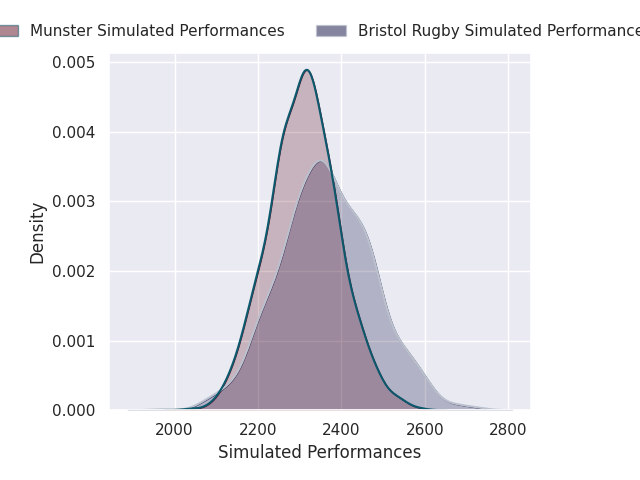 Munster Simulated Performances
Bristol Rugby Simulated Performance
0.005
0.004
0.003
0.002
0.001
0.000
Density
2000 2200 2400 2600 2800
Simulated Performances